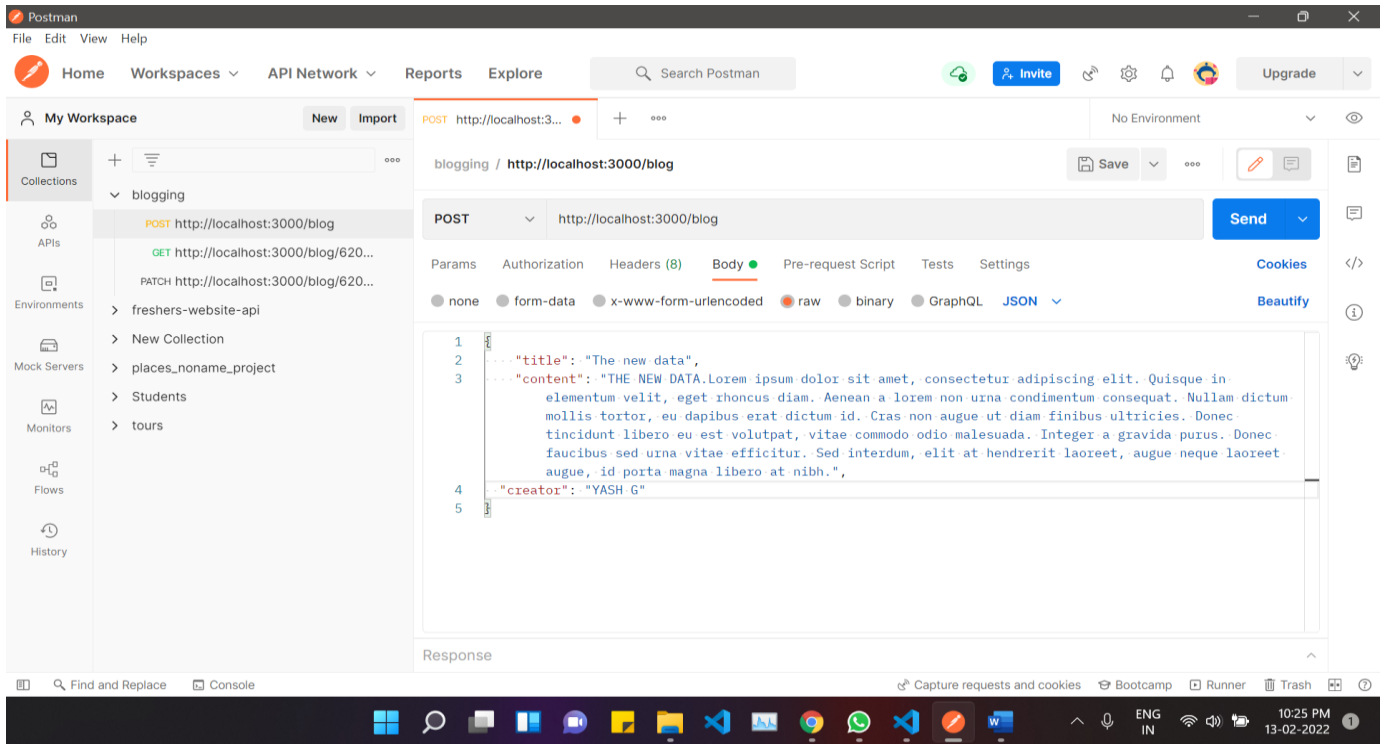 Postman
File Edit View Help
Home Workspaces API Network Reports Explore Search Postman Invite Upgrade
My Workspace New Import POST http://localhost:3... No Environment
Collections
APIs
Environments
Mock Servers
Monitors
Flows
History
blogging
POST http://localhost:3000/blog
GET http://localhost:3000/blog/620...
PATCH http://localhost:3000/blog/620...
freshers-website-api
New Collection
places_noname_project
Students
tours
blogging / http://localhost:3000/blog Save
POST http://localhost:3000/blog Send
Params Authorization Headers (8) Body Pre-request Script Tests Settings Cookies
none form-data x-www-form-urlencoded raw binary GraphQL JSON Beautify
1 {
2 "title": "The new data",
3 "content": "THE NEW DATA.Lorem ipsum dolor sit amet, consectetur adipiscing elit. Quisque in
elementum velit, eget rhoncus diam. Aenean a lorem non urna condimentum consequat. Nullam dictum
mollis tortor, eu dapibus erat dictum id. Cras non augue ut diam finibus ultricies. Donec
tincidunt libero eu est volutpat, vitae commodo odio malesuada. Integer a gravida purus. Donec
faucibus sed urna vitae efficitur. Sed interdum, elit at hendrerit laoreet, augue neque laoreet
augue, id porta magna libero at nibh.",
4 "creator": "YASH G"
5 }
Response
Find and Replace Console Capture requests and cookies Bootcamp Runner Trash
ENG
IN
10:25 PM
13-02-2022
1